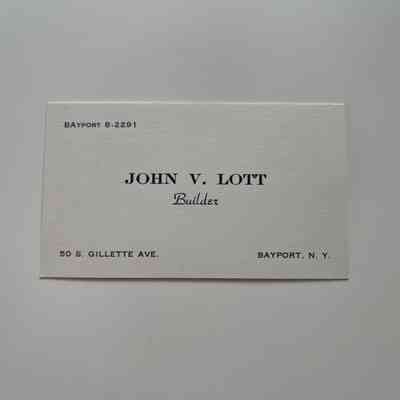 BAYPORT 8-2291
JOHN V. LOTT
Builder
50 S. GILLETTE AVE.
BAYPORT, N. Y.